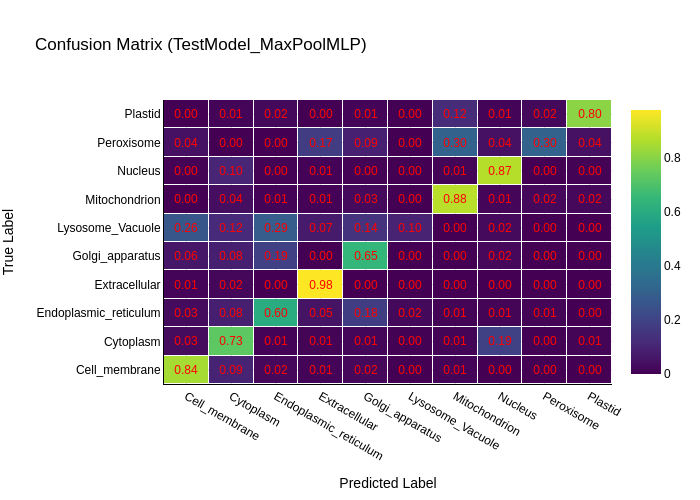 Confusion Matrix (TestModel_MaxPoolMLP)
True Label
Plastid 0.00 0.01 0.02 0.00 0.01 0.00 0.12 0.01 0.02 0.80
Peroxisome 0.04 0.00 0.00 0.17 0.09 0.00 0.04 0.04
Nucleus 0.00 0.10 0.00 0.01 0.00 0.00 0.01 0.87 0.00 0.00
Mitochondrion 0.00 0.04 0.01 0.01 0.03 0.00 0.88 0.01 0.02 0.02
Lysosome_Vacuole 0.12 0.07 0.14 0.10 0.00 0.02 0.00 0.00
Golgi_apparatus 0.06 0.08 0.00 0.65 0.00 0.00 0.02 0.00 0.00
Extracellular 0.01 0.02 0.00 0.98 0.00 0.00 0.00 0.00 0.00 0.00
Endoplasmic_reticulum 0.03 0.08 0.60 0.05 0.02 0.01 0.01 0.01 0.00
Cytoplasm 0.03 0.73 0.01 0.01 0.01 0.00 0.01 0.00 0.01
Cell_membrane 0.84 0.09 0.02 0.01 0.02 0.00 0.01 0.00 0.00 0.00
Cell_membrane Cytoplasm Endoplasmic_reticulum Extracellular Golgi_apparatus Lysosome_Vacuole Mitochondrion Nucleus Peroxisome Plastid
Predicted Label
0.8
0.6
0.4
0.2
0